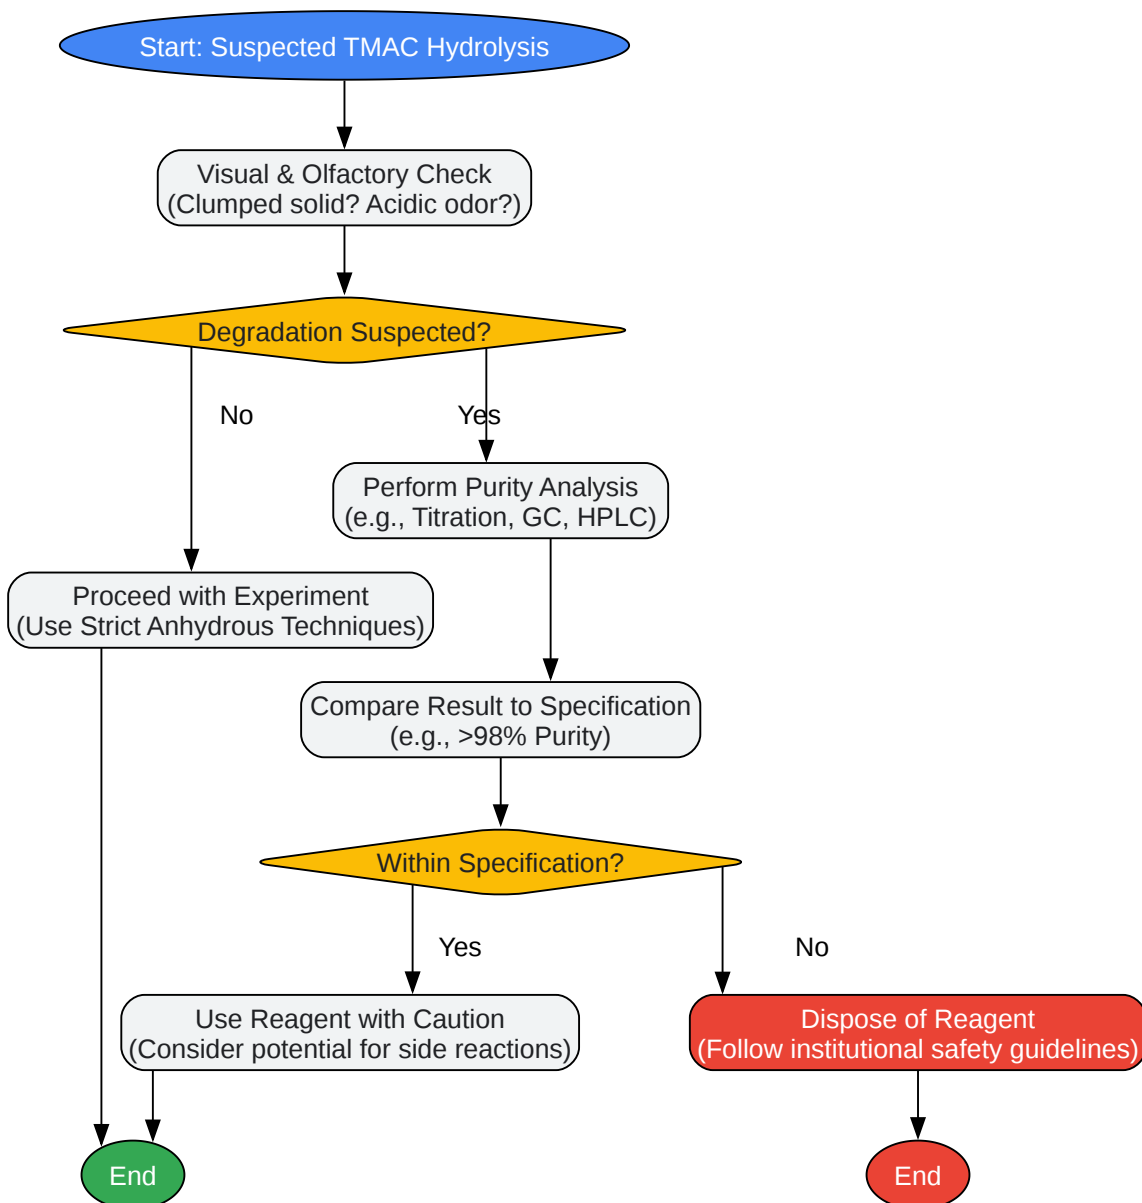 Start: Suspected TMAC Hydrolysis
Visual & Olfactory Check
(Clumped solid? Acidic odor?)
Degradation Suspected?
No
Yes
Perform Purity Analysis
(e.g., Titration, GC, HPLC)
Proceed with Experiment
(Use Strict Anhydrous Techniques)
Compare Result to Specification
(e.g., >98% Purity)
Within Specification?
Yes
No
Use Reagent with Caution
(Consider potential for side reactions)
Dispose of Reagent
(Follow institutional safety guidelines)
End
End